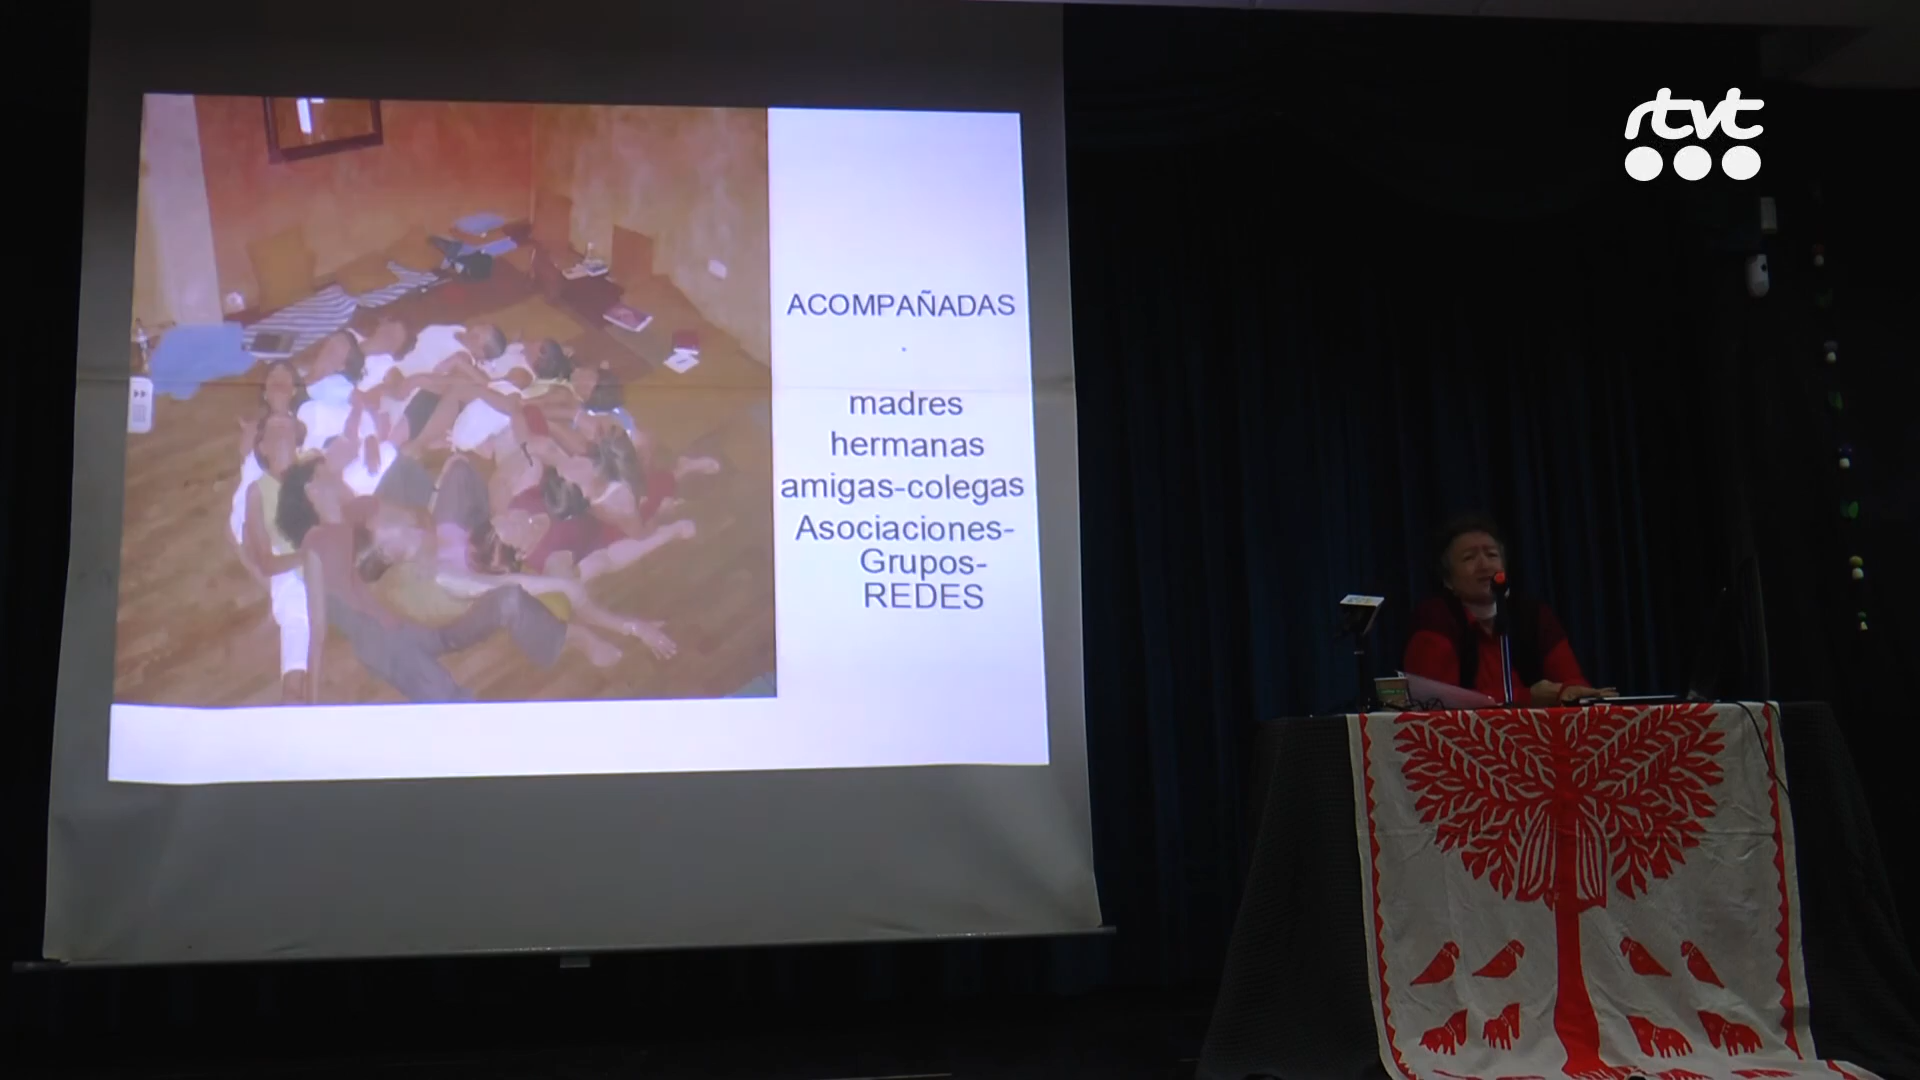 rtvt
ACOMPAÑADAS
.
madres
hermanas
amigas-colegas
Asociaciones-
Grupos-
REDES